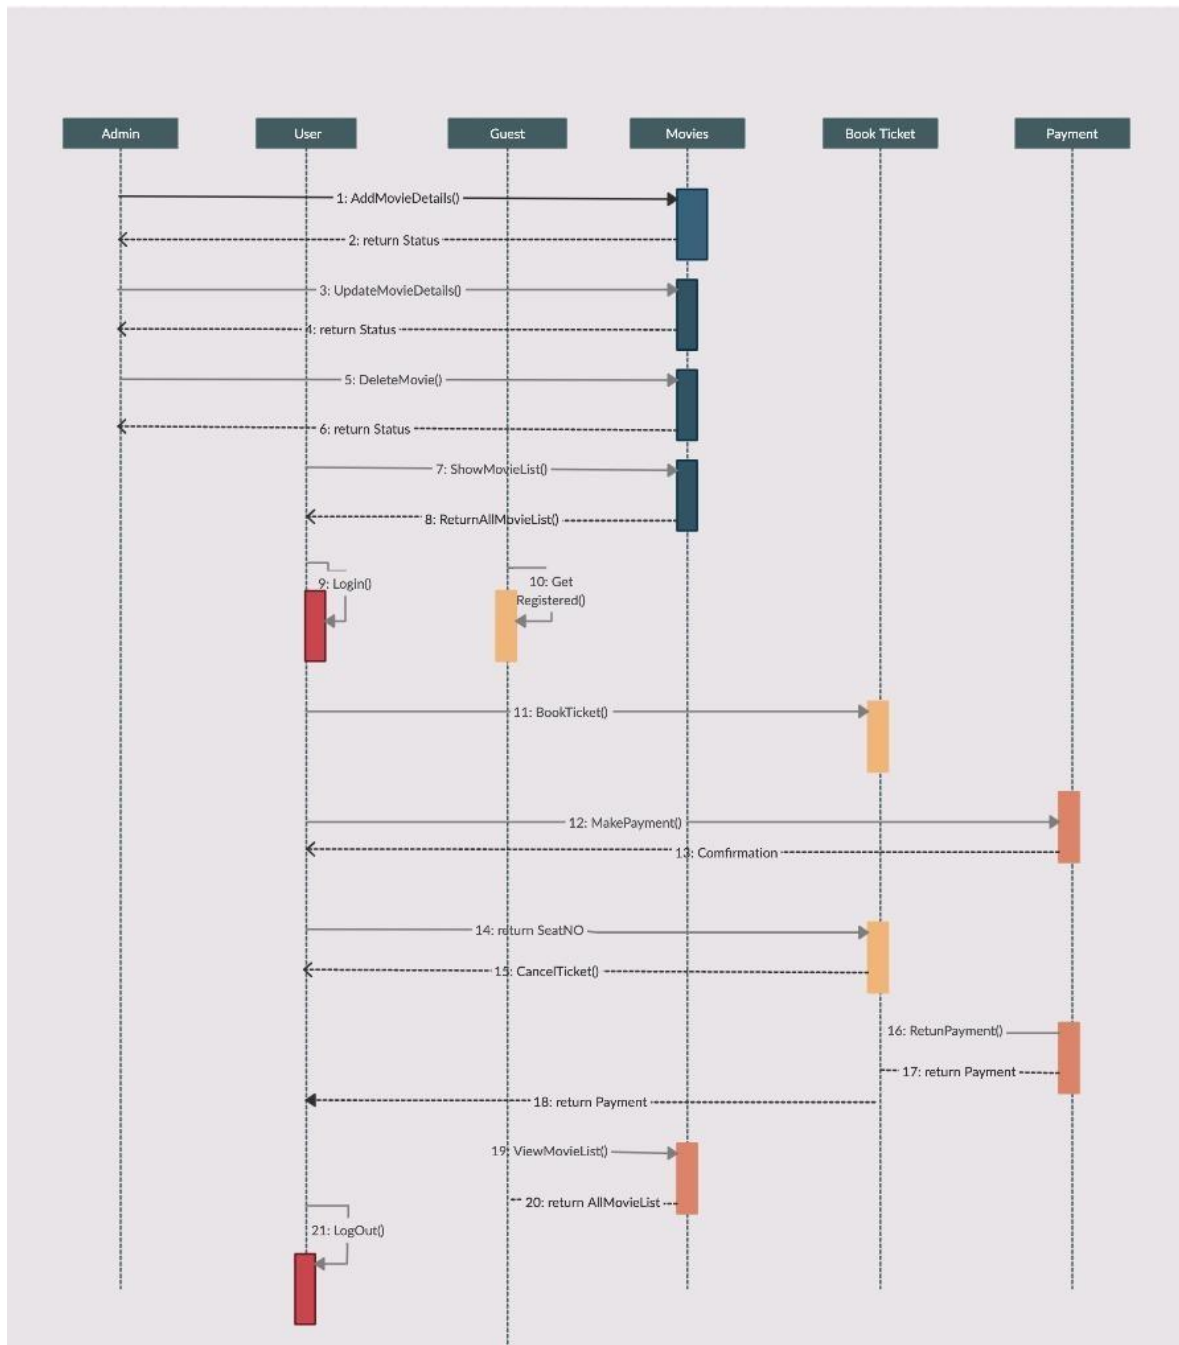 Admin
User
Guest
Movies
Book Ticket
Payment
1: AddMovieDetails()
2: return Status
3: UpdateMovieDetails()
4: return Status
5: DeleteMovie()
6: return Status
7: ShowMovieList()
8: ReturnAllMovieList()
9: Login()
10: Get
Registered()
11: BookTicket()
12: MakePayment()
13: Comfirmation
14: return SeatNO
15: CancelTicket()
16: RetunPayment()
17: return Payment
18: return Payment
19: ViewMovieList()
20: return AllMovieList
21: LogOut()